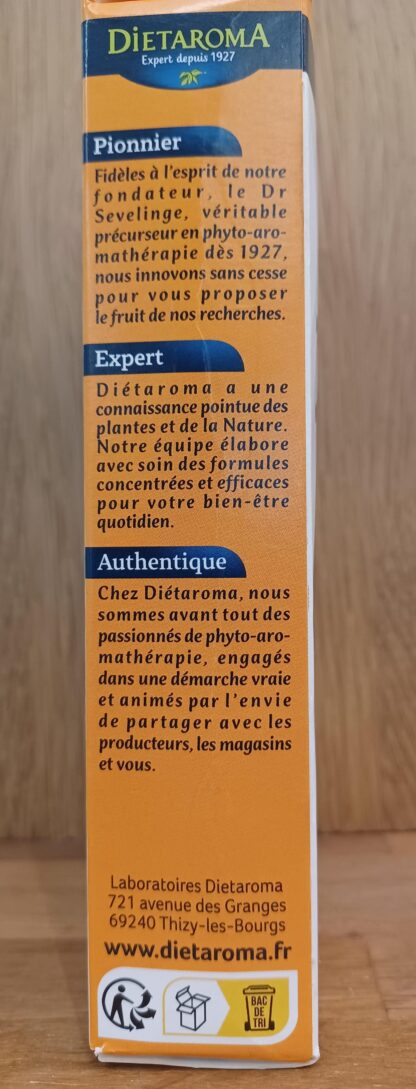 DIETAROMA
Expert depuis 1927
Pionnier
Fidèles à l'esprit de notre
fondateur, le Dr
Sevelinge, véritable
précurseur en phyto-aro-
mathérapie dès 1927,
nous innovons sans cesse
pour vous proposer
le fruit de nos recherches.
Expert
Diétaroma a une
connaissance pointue des
plantes et de la Nature.
Notre équipe élabore
avec soin des formules
concentrées et efficaces
pour votre bien-être
quotidien.
Authentique
Chez Diétaroma, nous
sommes avant tout des
passionnés de phyto-aro-
mathérapie, engagés
dans une démarche vraie
et animés par l'envie
de partager avec les
producteurs, les magasins
et vous.
Laboratoires Dietaroma
721 avenue des Granges
69240 Thizy-les-Bourgs
www.dietaroma.fr
BAC
DE
TRI